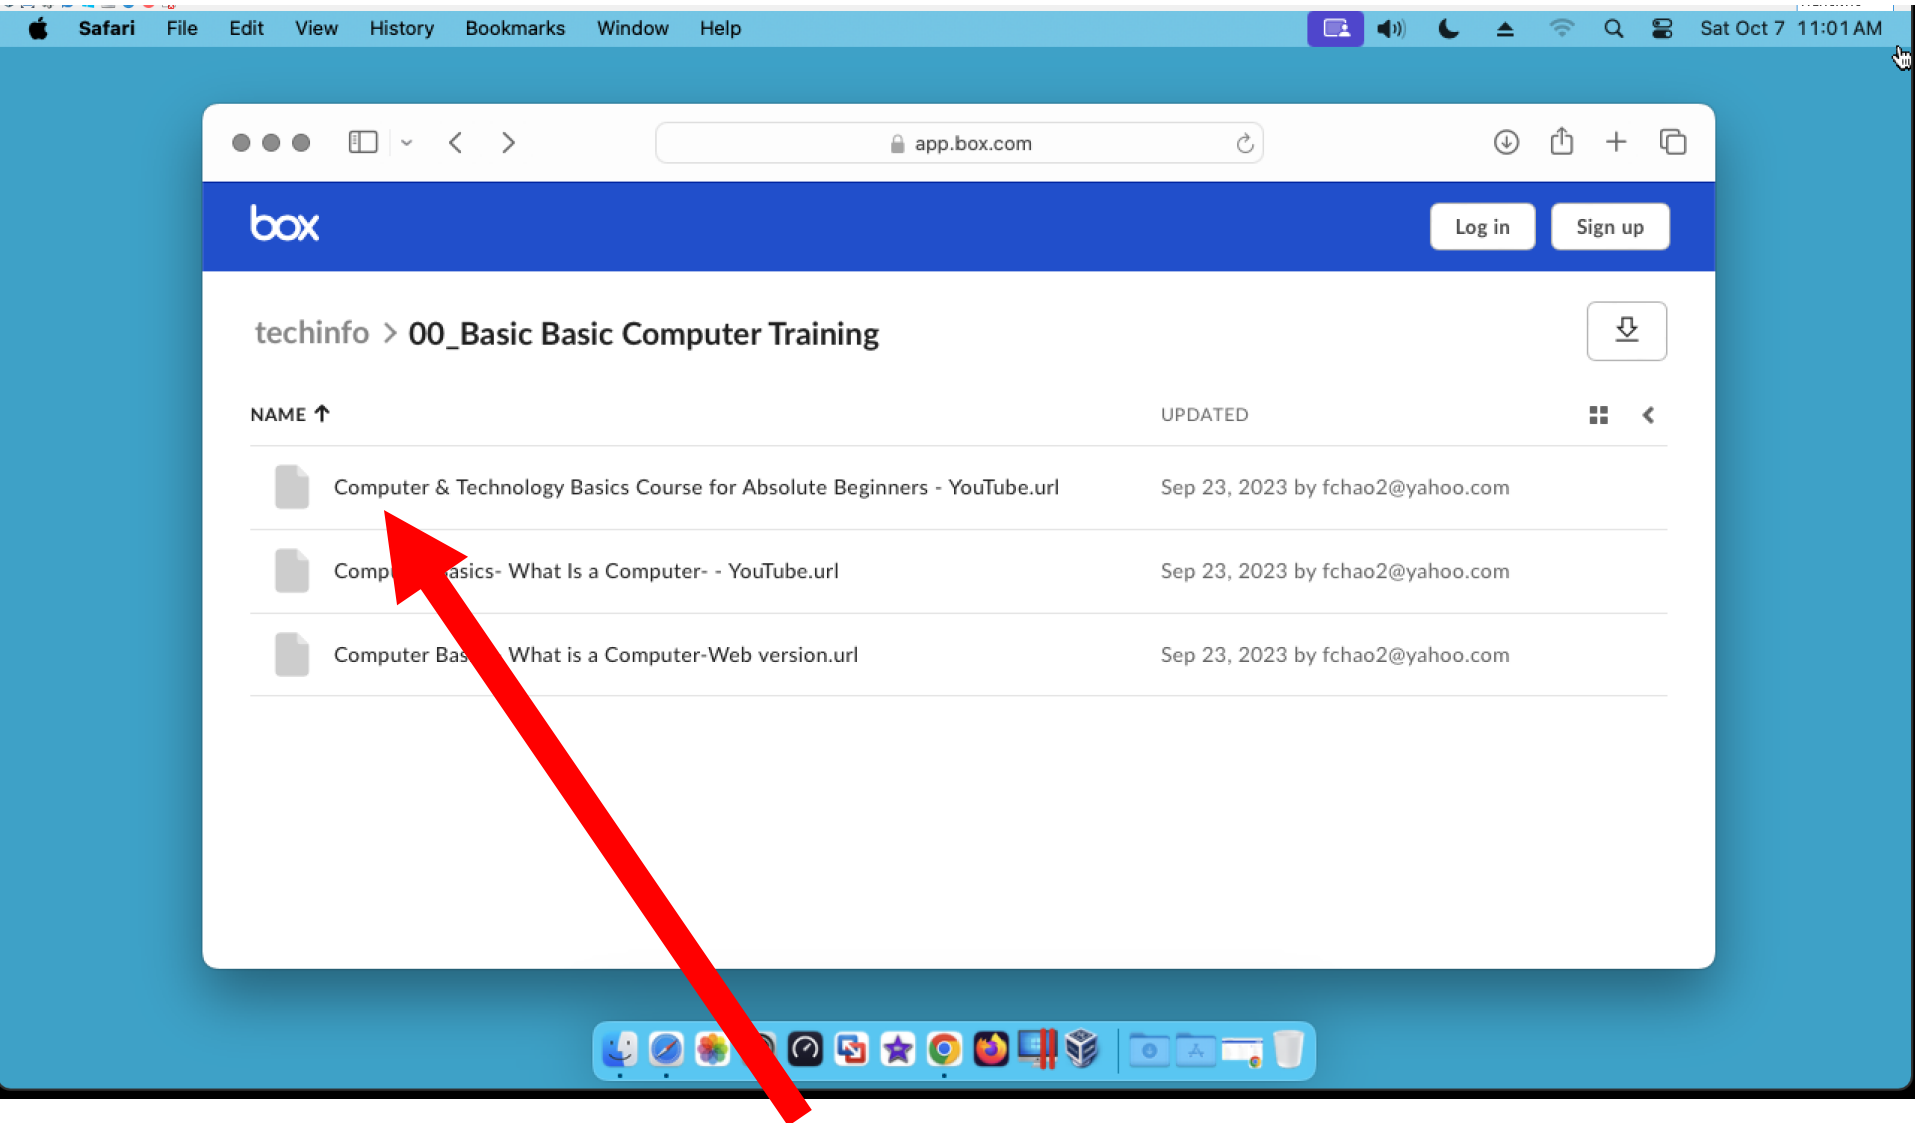 Safari File Edit View History Bookmarks Window Help Sat Oct 7 11:01 AM
app.box.com
box Log in Sign up
techinfo > 00_Basic Basic Computer Training
NAME UPDATED
Computer & Technology Basics Course for Absolute Beginners - YouTube.url Sep 23, 2023 by fchao2@yahoo.com
asics- What Is a Computer- - YouTube.url Sep 23, 2023 by fchao2@yahoo.com
Computer Bas What is a Computer-Web version.url Sep 23, 2023 by fchao2@yahoo.com